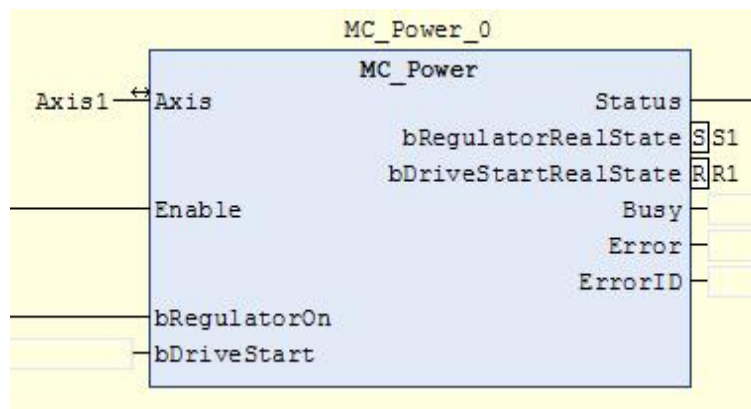 MC_Power_0
MC_Power
Axis1 Axis Status
bRegulatorRealState S S1
bDriveStartRealState R R1
Enable Busy
Error
ErrorID
bRegulatorOn
bDriveStart